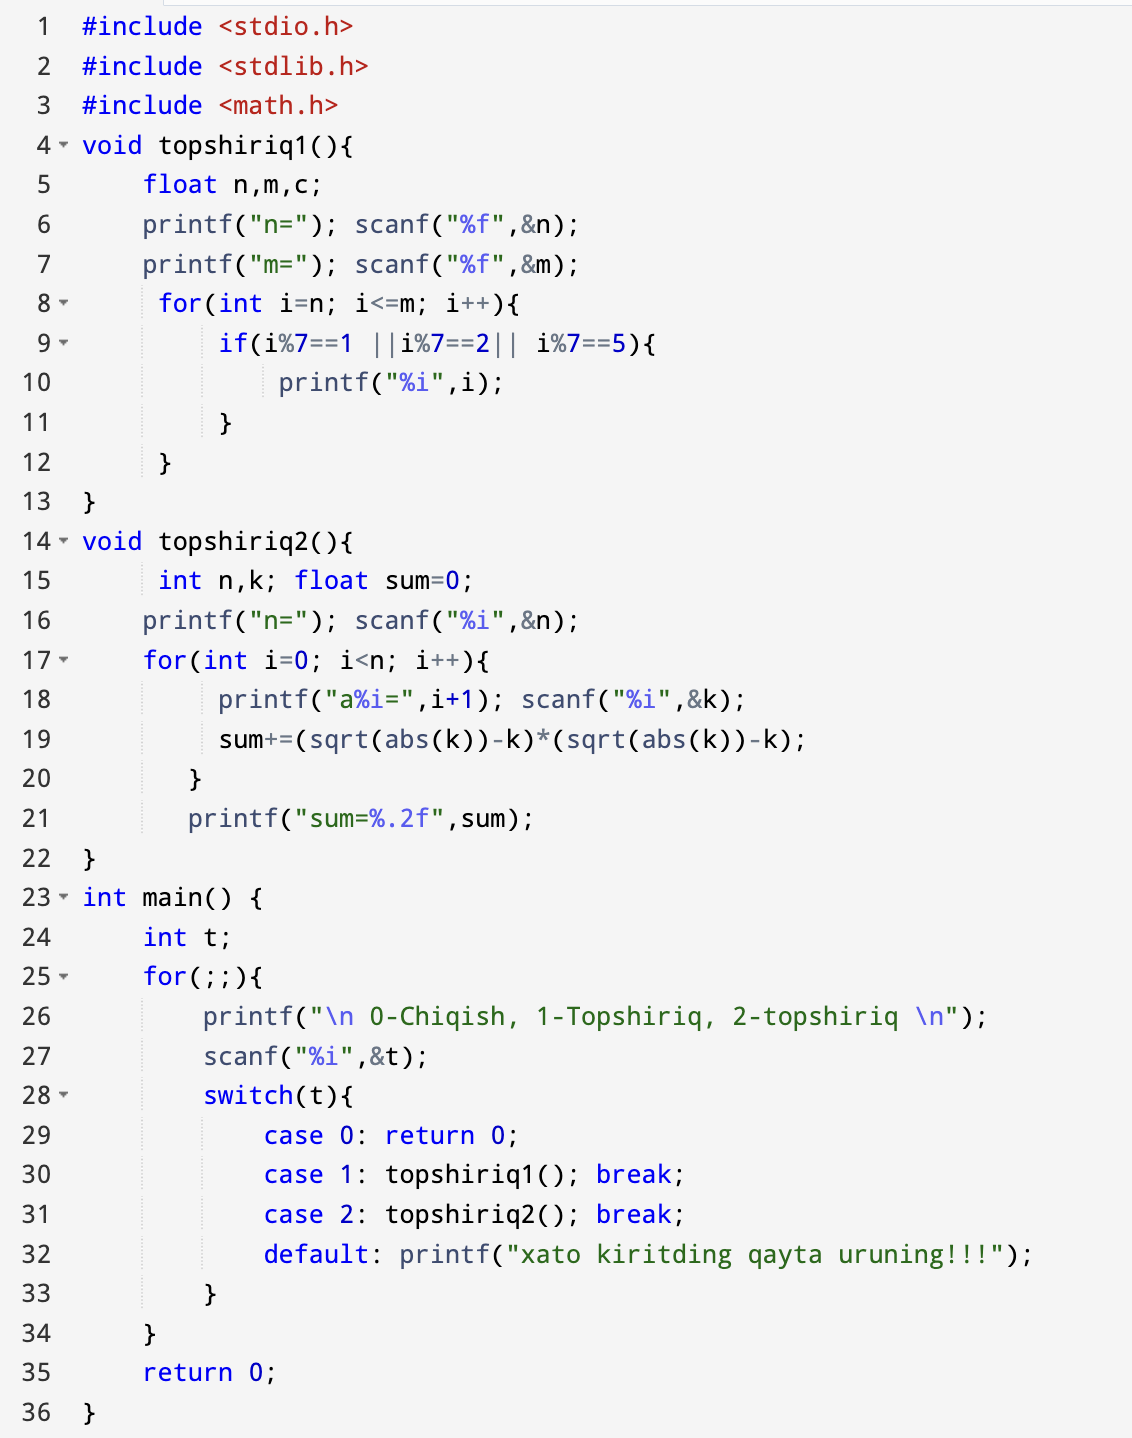 1 #include <stdio.h>
2 #include <stdlib.h>
3 #include <math.h>
4 void topshiriq1(){
5     float n,m,c;
6     printf("n="); scanf("%f",&n);
7     printf("m="); scanf("%f",&m);
8      for(int i=n; i<=m; i++){
9          if(i%7==1 ||i%7==2|| i%7==5){
10              printf("%i",i);
11          }
12      }
13 }
14 void topshiriq2(){
15      int n,k; float sum=0;
16     printf("n="); scanf("%i",&n);
17     for(int i=0; i<n; i++){
18          printf("a%i=",i+1); scanf("%i",&k);
19          sum+=(sqrt(abs(k))-k)*(sqrt(abs(k))-k);
20        }
21        printf("sum=%.2f",sum);
22 }
23 int main() {
24     int t;
25     for(;;){
26         printf("\n 0-Chiqish, 1-Topshiriq, 2-topshiriq \n");
27         scanf("%i",&t);
28         switch(t){
29             case 0: return 0;
30             case 1: topshiriq1(); break;
31             case 2: topshiriq2(); break;
32             default: printf("xato kiritding qayta uruning!!!");
33         }
34     }
35     return 0;
36 }